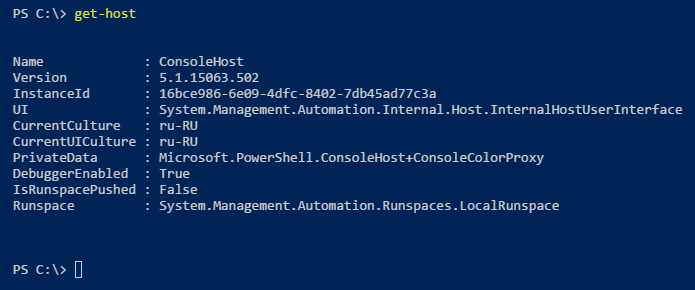 PS C:\> get-host
Name             : ConsoleHost
Version          : 5.1.15063.502
InstanceId       : 16bce986-6e09-4dfc-8402-7db45ad77c3a
UI               : System.Management.Automation.Internal.Host.InternalHostUserInterface
CurrentCulture   : ru-RU
CurrentUICulture : ru-RU
PrivateData      : Microsoft.PowerShell.ConsoleHost+ConsoleColorProxy
DebuggerEnabled  : True
IsRunspacePushed : False
Runspace         : System.Management.Automation.Runspaces.LocalRunspace
PS C:\>